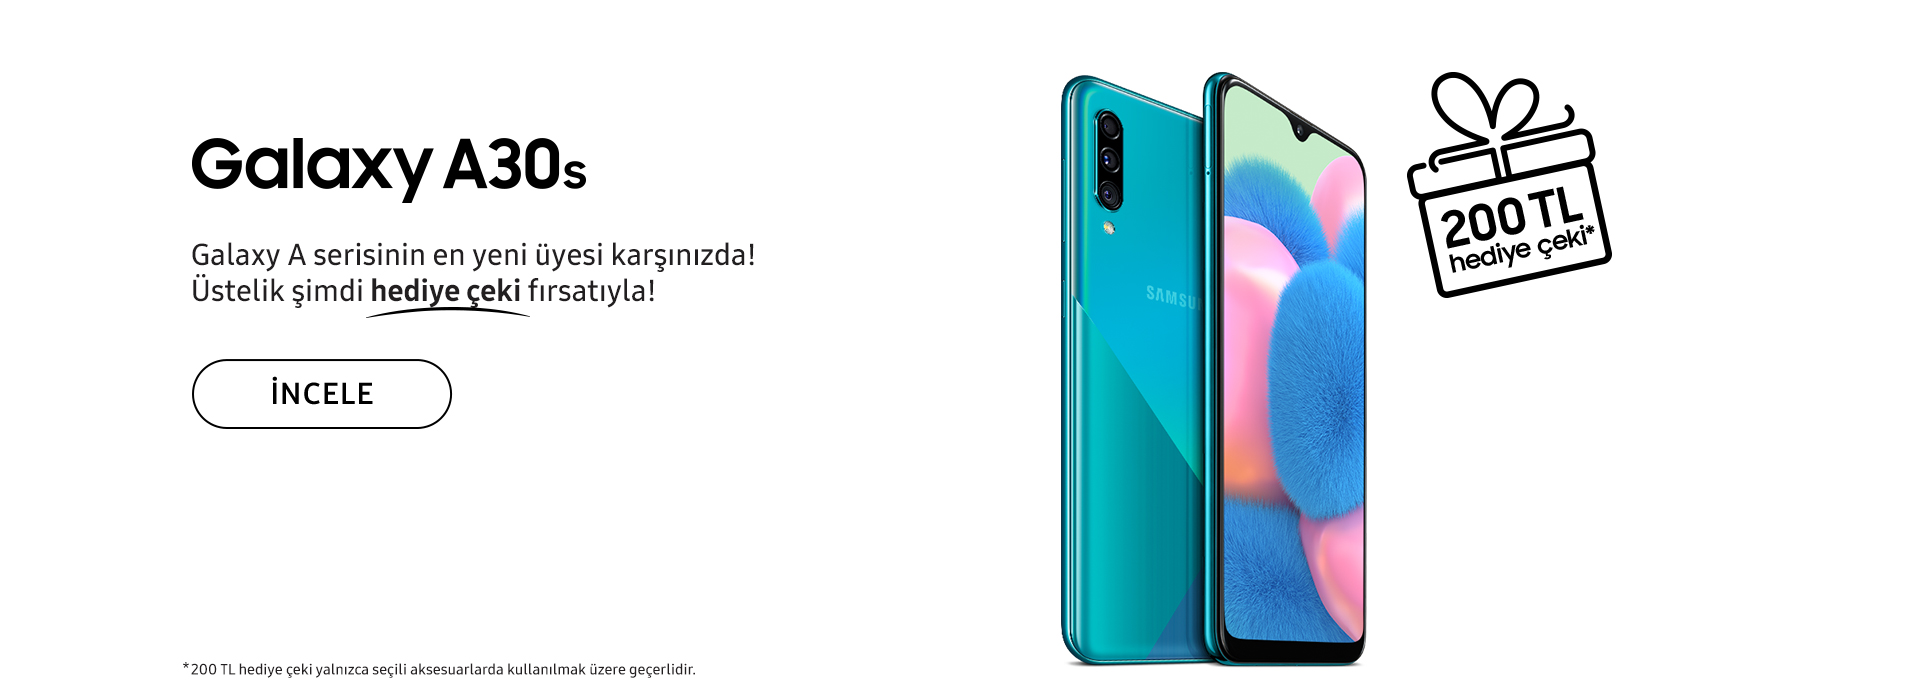 Galaxy A30s
Galaxy A serisinin en yeni üyesi karşınızda!
Üstelik şimdi hediye çeki fırsatıyla!
İNCELE
SAMSU
200 TL
hediye çeki*
*200 TL hediye çeki yalnızca seçili aksesuarlarda kullanılmak üzere geçerlidir.